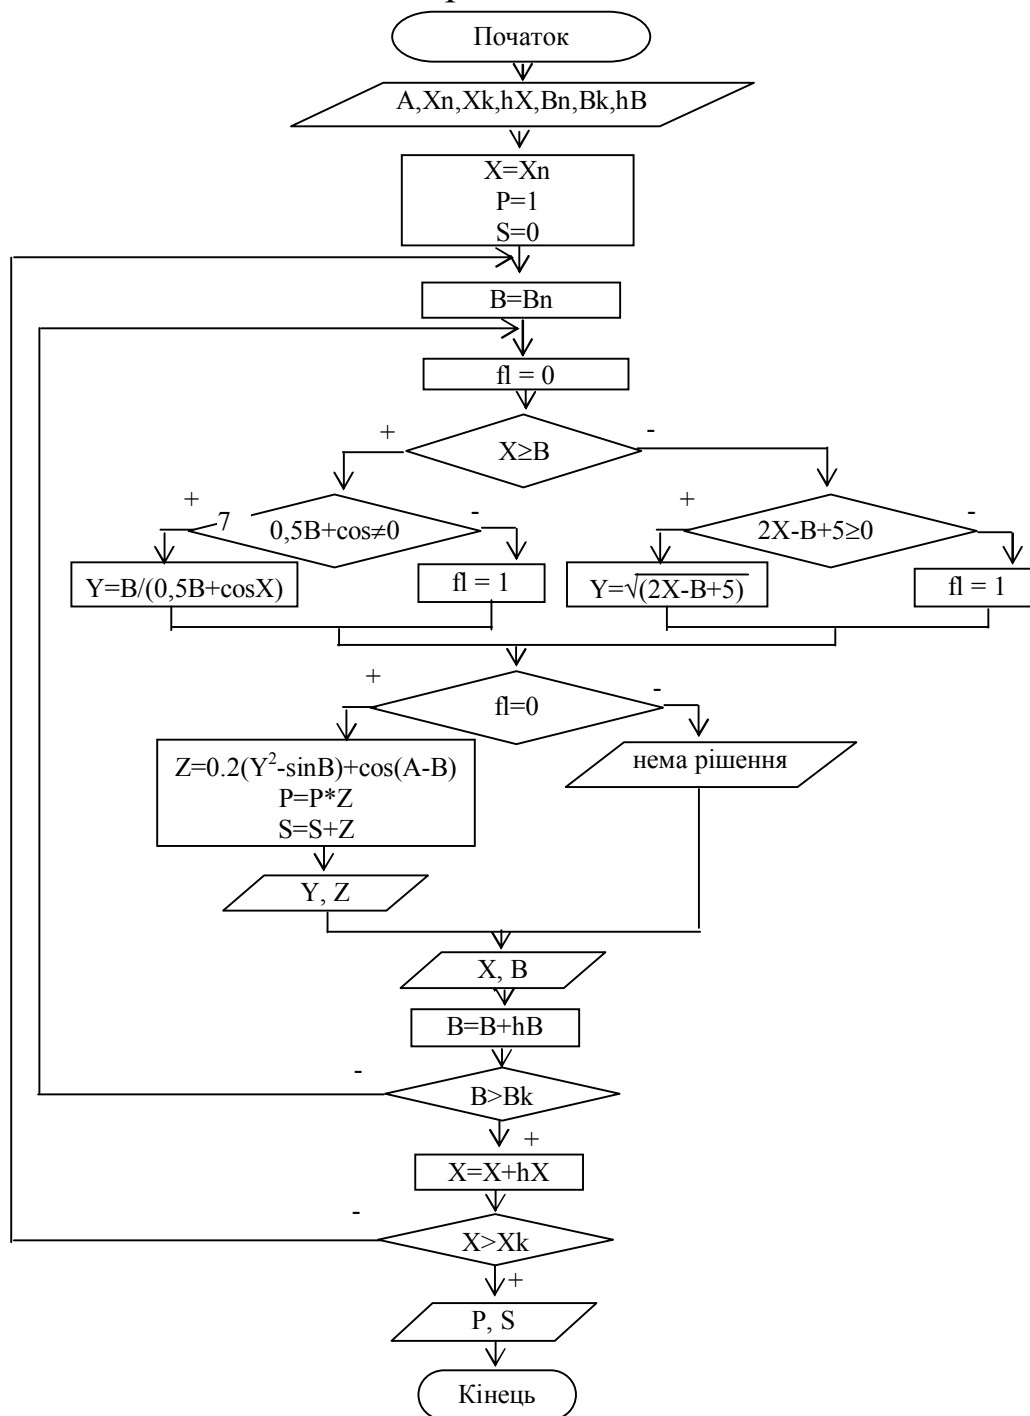 Початок
A,Xn,Xk,hX,Bn,Bk,hB
X=Xn
P=1
S=0
B=Bn
fl = 0
+
X≥B
-
+
7
0,5B+cos≠0
-
+
2X-B+5≥0
-
Y=B/(0,5B+cosX)
fl = 1
Y=√(2X-B+5)
fl = 1
+
fl=0
-
Z=0.2(Y²-sinB)+cos(A-B)
P=P*Z
S=S+Z
нема рішення
Y, Z
X, B
B=B+hB
-
B>Bk
+
X=X+hX
-
X>Xk
+
P, S
Кінець